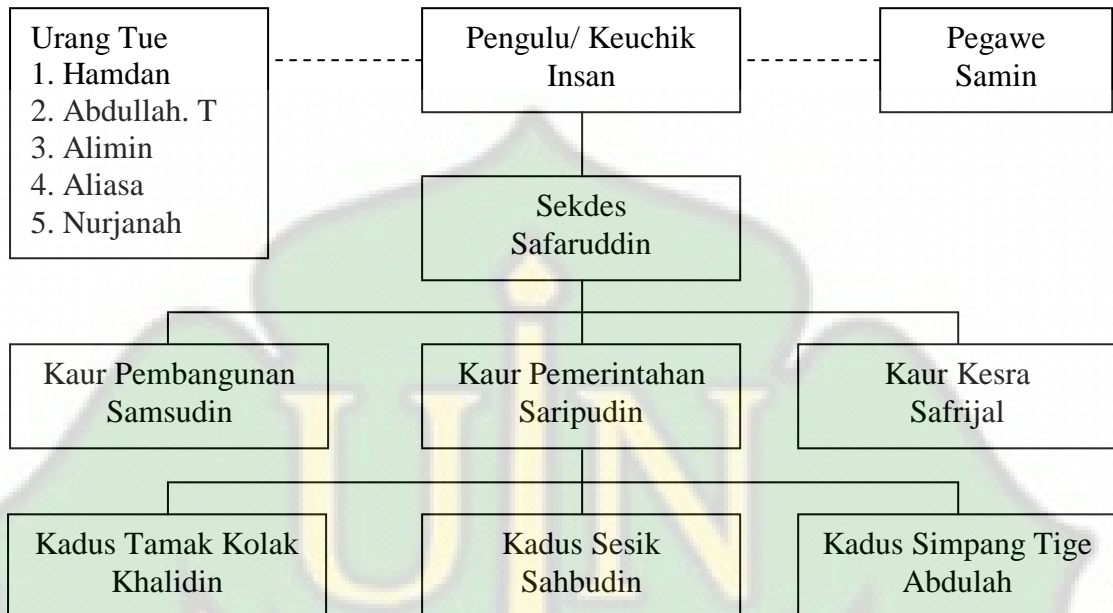 Urang Tue
1. Hamdan
2. Abdullah. T
3. Alimin
4. Aliasa
5. Nurjanah
Pengulu/ Keuchik
Insan
Pegawe
Samin
Sekdes
Safaruddin
Kaur Pembangunan
Samsudin
Kaur Pemerintahan
Saripudin
Kaur Kesra
Safrijal
Kadus Tamak Kolak
Khalidin
Kadus Sesik
Sahbudin
Kadus Simpang Tige
Abdulah
UIN